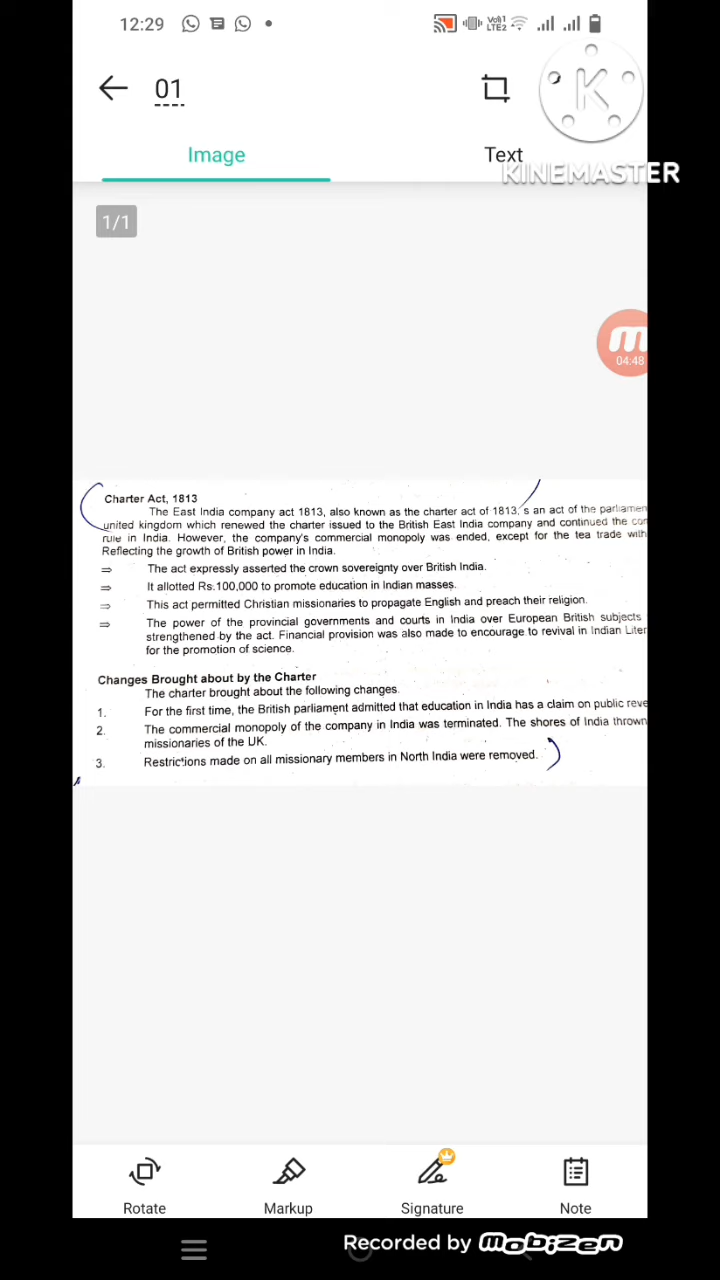 12:29
VoI1
LTE2
01
K
Image
Text
KINEMASTER
1/1
m
04:48
Charter Act, 1813
The East India company act 1813, also known as the charter act of 1813, s an act of the parliamen
united kingdom which renewed the charter issued to the British East India company and continued the con
rule in India. However, the company's commercial monopoly was ended, except for the tea trade with
Reflecting the growth of British power in India.
⇒ The act expressly asserted the crown sovereignty over British India.
⇒ It allotted Rs.100,000 to promote education in Indian masses.
⇒ This act permitted Christian missionaries to propagate English and preach their religion.
⇒ The power of the provincial governments and courts in India over European British subjects
strengthened by the act. Financial provision was also made to encourage to revival in Indian Liter
for the promotion of science.
Changes Brought about by the Charter
The charter brought about the following changes.
1. For the first time, the British parliament admitted that education in India has a claim on public reve
2. The commercial monopoly of the company in India was terminated. The shores of India thrown
missionaries of the UK.
3. Restrictions made on all missionary members in North India were removed.
Rotate
Markup
Signature
Note
Recorded by mobizen